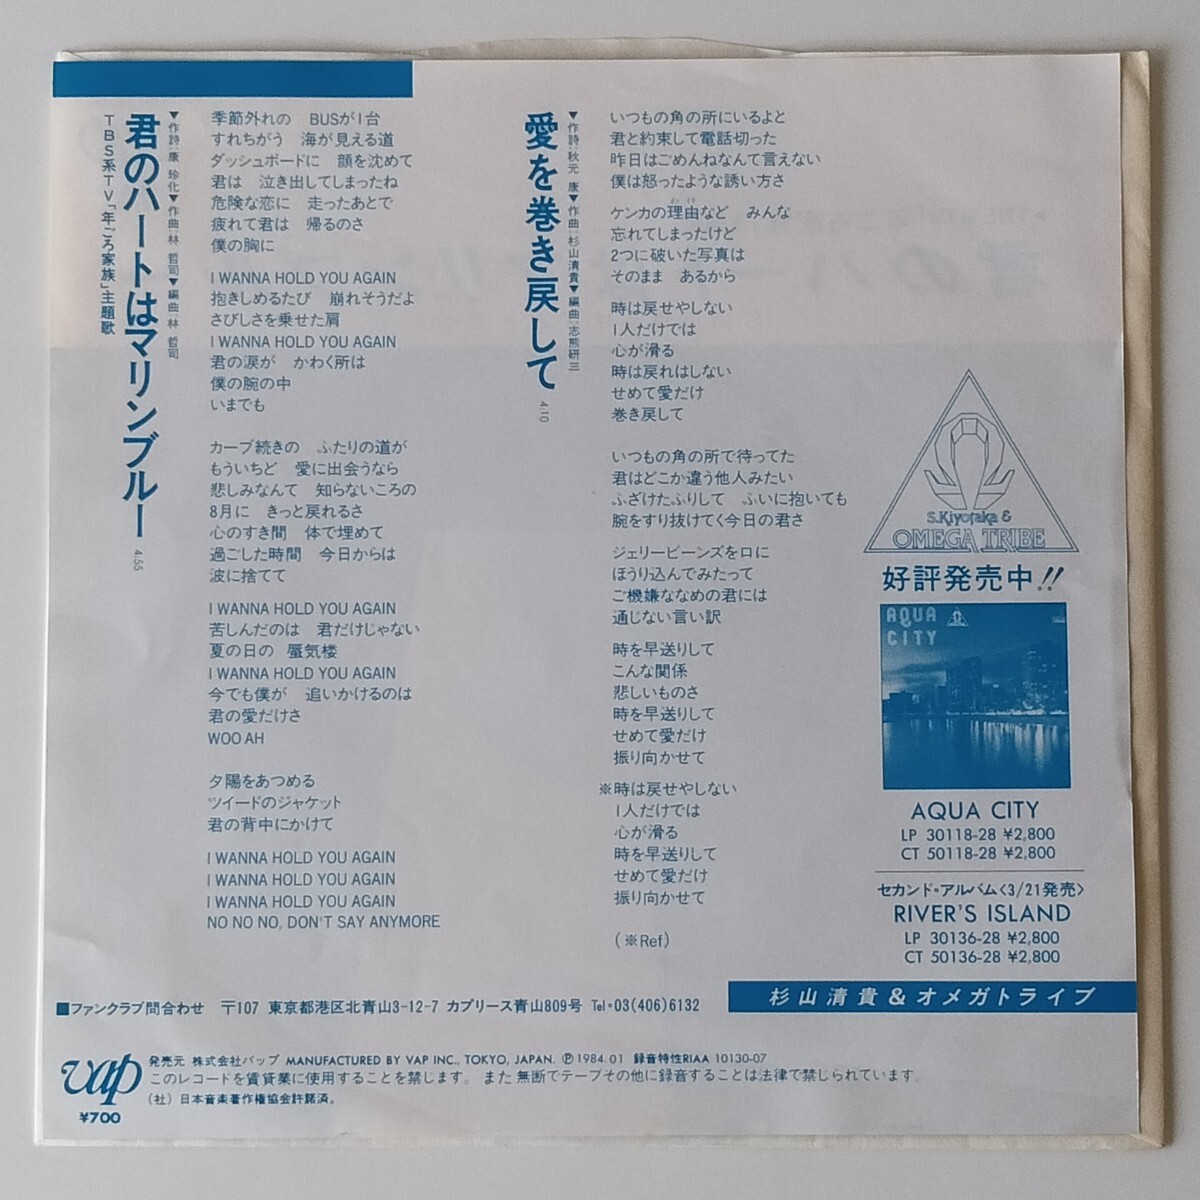 君のハートはマリンブルー 4:55
▼作詩:康 珍化▼作曲:林 哲司▼編曲:林 哲司
TBS系TV「年ごろ家族」主題歌
季節外れの BUSが1台
すれちがう 海が見える道
ダッシュボードに 顔を沈めて
君は 泣き出してしまったね
危険な恋に 走ったあとで
疲れて君は 帰るのさ
僕の胸に
I WANNA HOLD YOU AGAIN
抱きしめるたび 崩れそうだよ
さびしさを乗せた肩
I WANNA HOLD YOU AGAIN
君の涙が かわく所は
僕の腕の中
いまでも
カーブ続きの ふたりの道が
もういちど 愛に出会うなら
悲しみなんて 知らないころの
8月に きっと戻れるさ
心のすき間 体で埋めて
過ごした時間 今日からは
波に捨てて
I WANNA HOLD YOU AGAIN
苦しんだのは 君だけじゃない
夏の日の 蜃気楼
I WANNA HOLD YOU AGAIN
今でも僕が 追いかけるのは
君の愛だけさ
WOO AH
夕陽をあつめる
ツイードのジャケット
君の背中にかけて
I WANNA HOLD YOU AGAIN
I WANNA HOLD YOU AGAIN
I WANNA HOLD YOU AGAIN
NO NO NO, DON'T SAY ANYMORE
愛を巻き戻して 4:10
▼作詩:秋元 康▼作曲:杉山清貴▼編曲:志熊研三
いつもの角の所にいるよと
君と約束して電話切った
昨日はごめんねなんて言えない
僕は怒ったような誘い方さ
わけ
ケンカの理由など みんな
忘れてしまったけど
2つに破いた写真は
そのまま あるから
時は戻せやしない
1人だけでは
心が滑る
時は戻れはしない
せめて愛だけ
巻き戻して
いつもの角の所で待ってた
君はどこか違う他人みたい
ふざけたふりして ふいに抱いても
腕をすり抜けてく今日の君さ
ジェリービーンズを口に
ほうり込んでみたって
ご機嫌ななめの君には
通じない言い訳
時を早送りして
こんな関係
悲しいものさ
時を早送りして
せめて愛だけ
振り向かせて
※時は戻せやしない
1人だけでは
心が滑る
時を早送りして
せめて愛だけ
振り向かせて
(※Ref)
S.Kiyotaka &
OMEGA TRIBE
好評発売中!!
AQUA
CITY
AQUA CITY
LP 30118-28 ¥2,800
CT 50118-28 ¥2,800
セカンド・アルバム〈3/21発売〉
RIVER'S ISLAND
LP 30136-28 ¥2,800
CT 50136-28 ¥2,800
杉山清貴&オメガトライブ
■ファンクラブ問合わせ 〒107 東京都港区北青山3-12-7 カプリース青山809号 Tel・03(406)6132
vap
¥700
発売元 株式会社バップ MANUFACTURED BY VAP INC., TOKYO, JAPAN. ℗1984.01 録音特性RIAA 10130-07
このレコードを賃貸業に使用することを禁じます。また無断でテープその他に録音することは法律で禁じられています。
(社)日本音楽著作権協会許諾済。